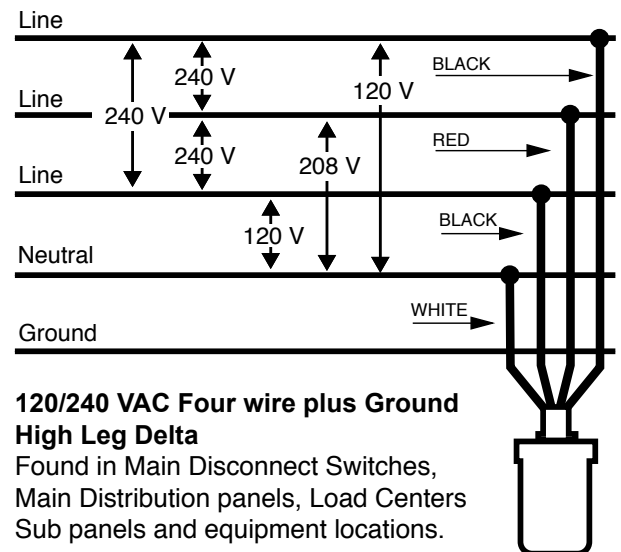 Line
240 V
120 V
BLACK
Line
240 V
240 V
208 V
RED
Line
120 V
BLACK
Neutral
WHITE
Ground
120/240 VAC Four wire plus Ground
High Leg Delta
Found in Main Disconnect Switches,
Main Distribution panels, Load Centers
Sub panels and equipment locations.